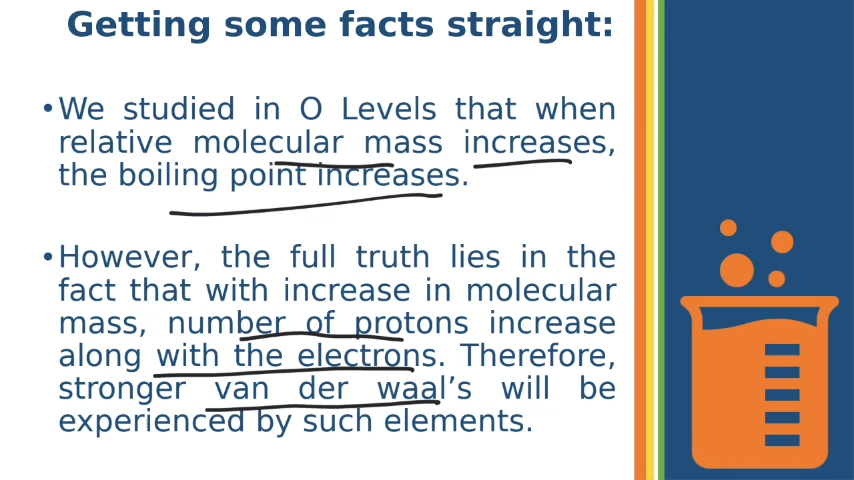 Getting some facts straight:
•We studied in O Levels that when
relative molecular mass increases,
the boiling point increases.
•However, the full truth lies in the
fact that with increase in molecular
mass, number of protons increase
along with the electrons. Therefore,
stronger van der waal’s will be
experienced by such elements.